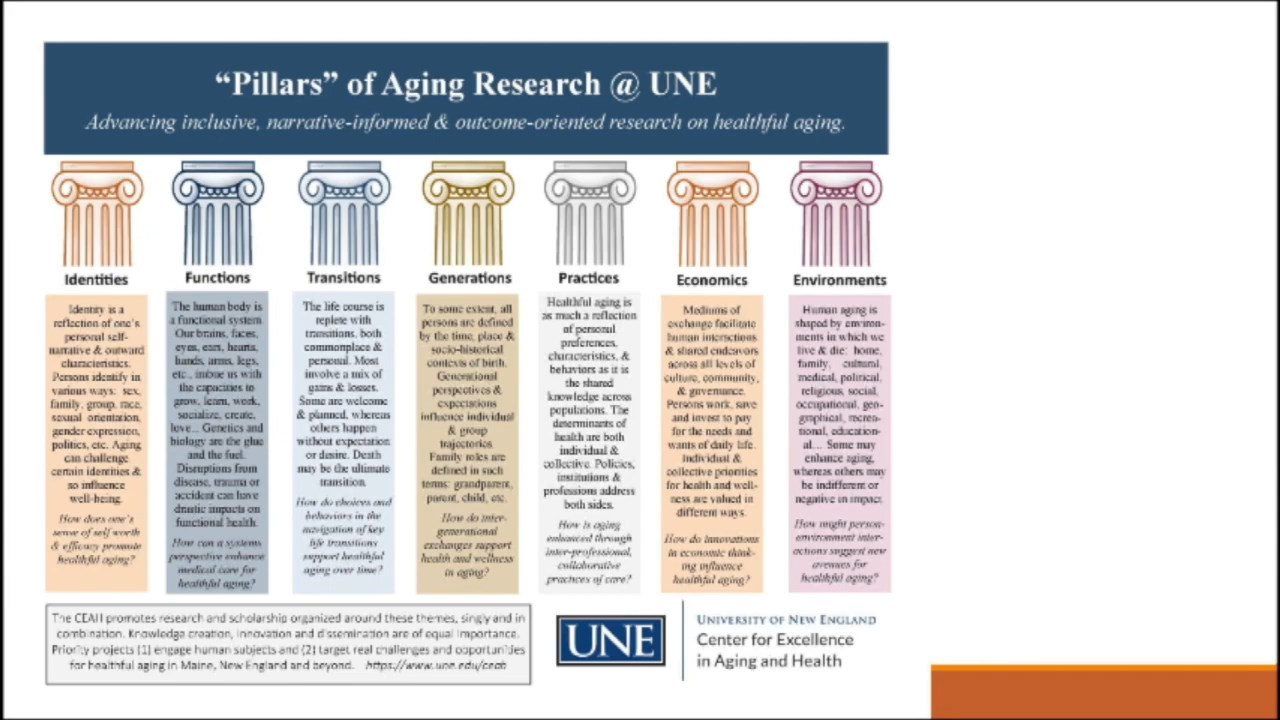 “Pillars” of Aging Research @ UNE
Advancing inclusive, narrative-informed & outcome-oriented research on healthful aging.
Identities
Identity is a
reflection of one's
personal self-
narrative & outward
characteristics.
Persons identify in
various ways: sex,
family, group, race,
sexual orientation,
gender expression,
politics, etc. Aging
can challenge
certain identities &
so influence
well-being.
How does one's
sense of self worth
& efficacy promote
healthful aging?
Functions
The human body is
a functional system.
Our brains, faces,
eyes, ears, hearts,
hands, arms, legs,
etc., imbue us with
the capacities to
grow, learn, work,
socialize, create,
love... Genetics and
biology are the glue
and the fuel.
Disruptions from
disease, trauma or
accident can have
drastic impacts on
functional health.
How can a systems
perspective enhance
medical care for
healthful aging?
Transitions
The life course is
replete with
transitions, both
commonplace &
personal. Most
involve a mix of
gains & losses.
Some are welcome
& planned, whereas
others happen
without expectation
or desire. Death
may be the ultimate
transition.
How do choices and
behaviors in the
navigation of key
life transitions
support healthful
aging over time?
Generations
To some extent, all
persons are defined
by the time, place &
socio-historical
contexts of birth.
Generational
perspectives &
expectations
influence individual
& group
trajectories.
Family roles are
defined in such
terms: grandparent,
parent, child, etc.
How do inter-
generational
exchanges support
health and wellness
in aging?
Practices
Healthful aging is
as much a reflection
of personal
preferences,
characteristics, &
behaviors as it is
the shared
knowledge across
populations. The
determinants of
health are both
individual &
collective. Policies,
institutions &
professions address
both sides.
How is aging
enhanced through
inter-professional,
collaborative
practices of care?
Economics
Mediums of
exchange facilitate
human interactions
& shared endeavors
across all levels of
culture, community,
& governance.
Persons work, save
and invest to pay
for the needs and
wants of daily life.
Individual &
collective priorities
for health and well-
ness are valued in
different ways.
How do innovations
in economic think-
ing influence
healthful aging?
Environments
Human aging is
shaped by environ-
ments in which we
live & die: home,
family, cultural,
medical, political,
religious, social,
occupational, geo-
graphical, recrea-
tional, education-
al... Some may
enhance aging,
whereas others may
be indifferent or
negative in impact.
How might person-
environment inter-
actions suggest new
avenues for
healthful aging?
The CEAH promotes research and scholarship organized around these themes, singly and in
combination. Knowledge creation, innovation and dissemination are of equal importance.
Priority projects (1) engage human subjects and (2) target real challenges and opportunities
for healthful aging in Maine, New England and beyond. https://www.une.edu/ceah
UNE
UNIVERSITY OF NEW ENGLAND
Center for Excellence
in Aging and Health